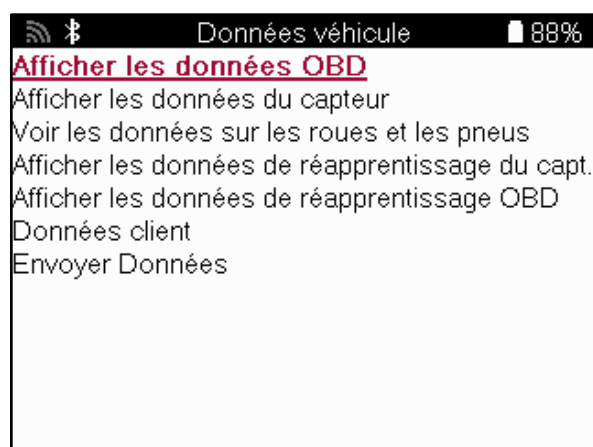 Données véhicule 88%
Afficher les données OBD
Afficher les données du capteur
Voir les données sur les roues et les pneus
Afficher les données de réapprentissage du capt.
Afficher les données de réapprentissage OBD
Données client
Envoyer Données